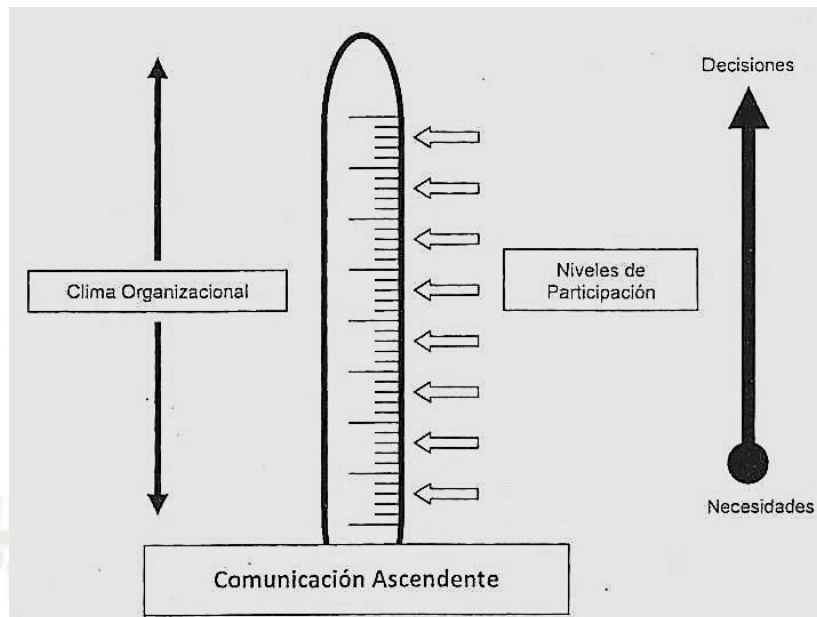 Decisiones
Clima Organizacional
Niveles de
Participación
Necesidades
Comunicación Ascendente